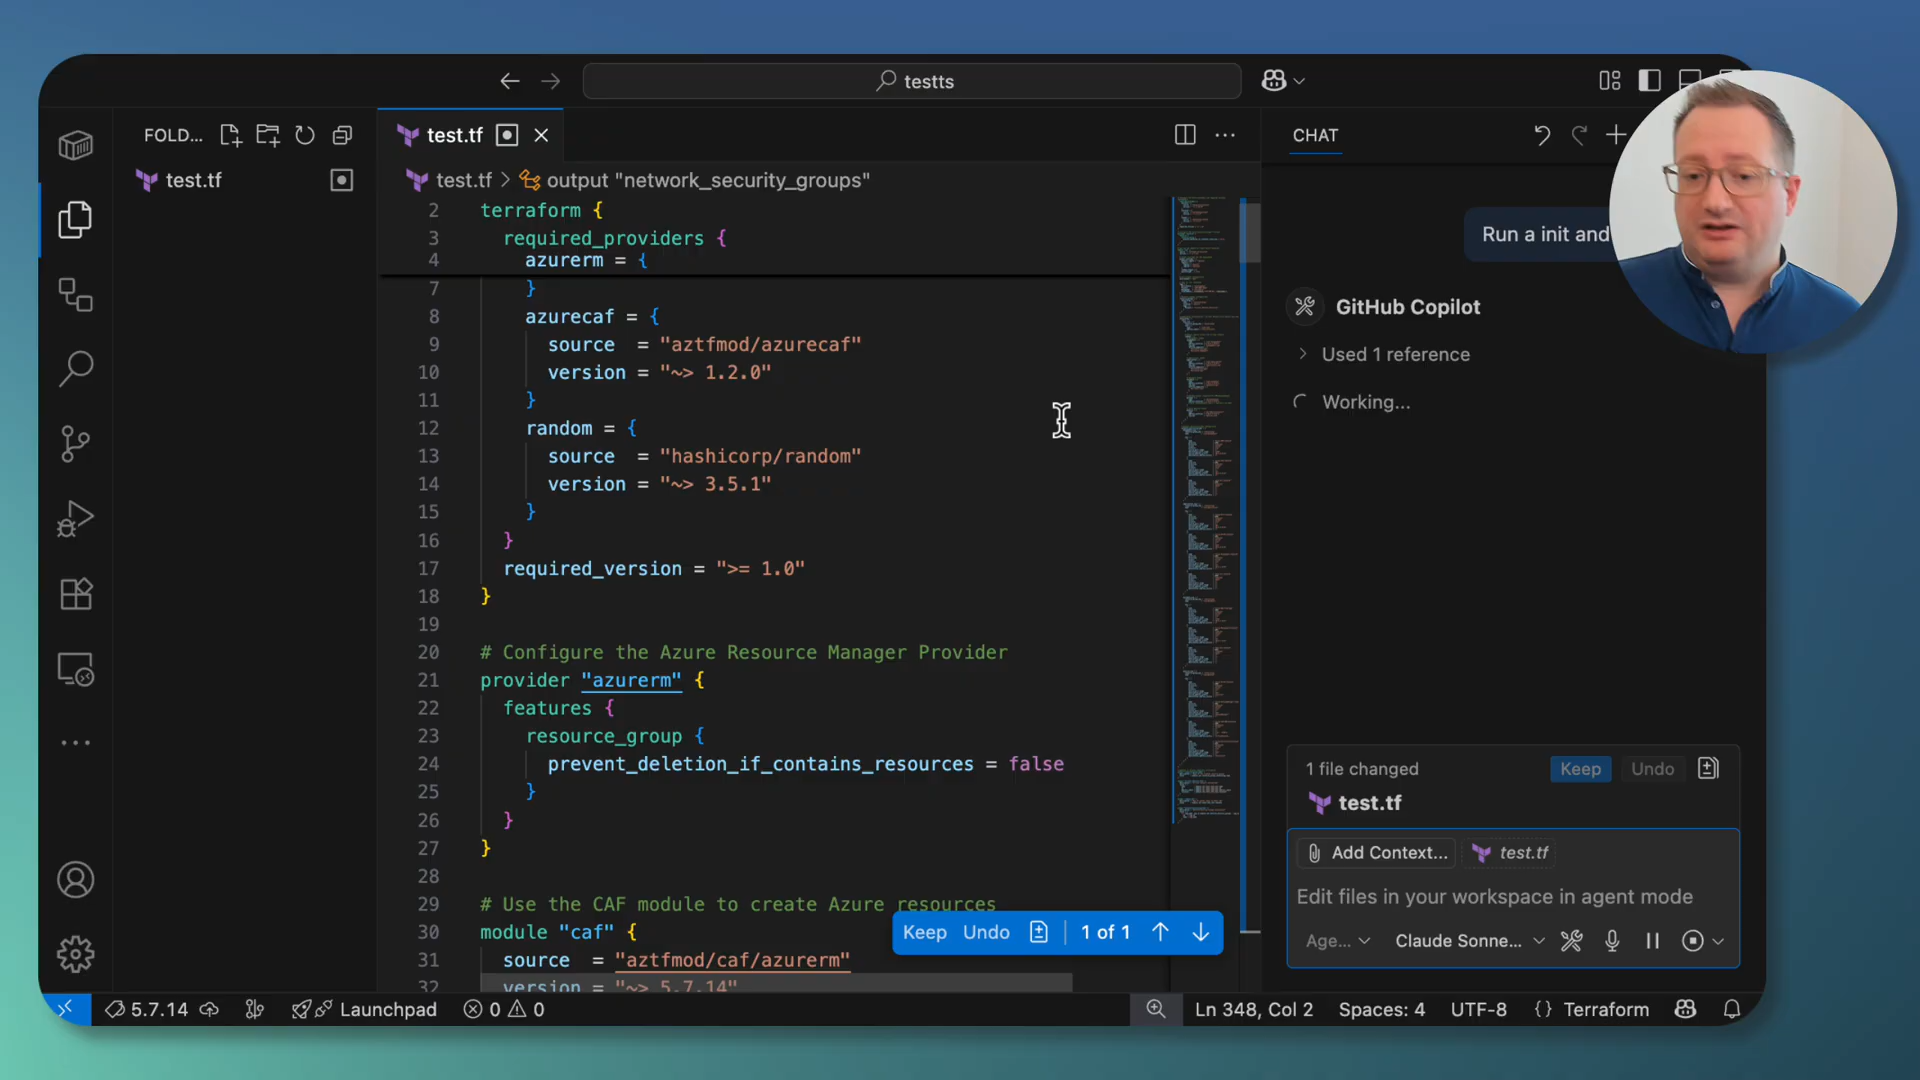 testts
FOLD...
test.tf
CHAT
test.tf
test.tf > output "network_security_groups"
2 terraform {
3 required_providers {
4 azurerm = {
7 }
8 azurecaf = {
9 source = "aztfmod/azurecaf"
10 version = "~> 1.2.0"
11 }
12 random = {
13 source = "hashicorp/random"
14 version = "~> 3.5.1"
15 }
16 }
17 required_version = ">= 1.0"
18 }
19
20 # Configure the Azure Resource Manager Provider
21 provider "azurerm" {
22 features {
23 resource_group {
24 prevent_deletion_if_contains_resources = false
25 }
26 }
27 }
28
29 # Use the CAF module to create Azure resources
30 module "caf" {
31 source = "aztfmod/caf/azurerm"
32 version = "~> 5.7.14"
Keep Undo 1 of 1
Run a init and
GitHub Copilot
Used 1 reference
Working...
1 file changed Keep Undo
test.tf
Add Context... test.tf
Edit files in your workspace in agent mode
Age... Claude Sonne...
5.7.14 Launchpad 0 0 Ln 348, Col 2 Spaces: 4 UTF-8 {} Terraform